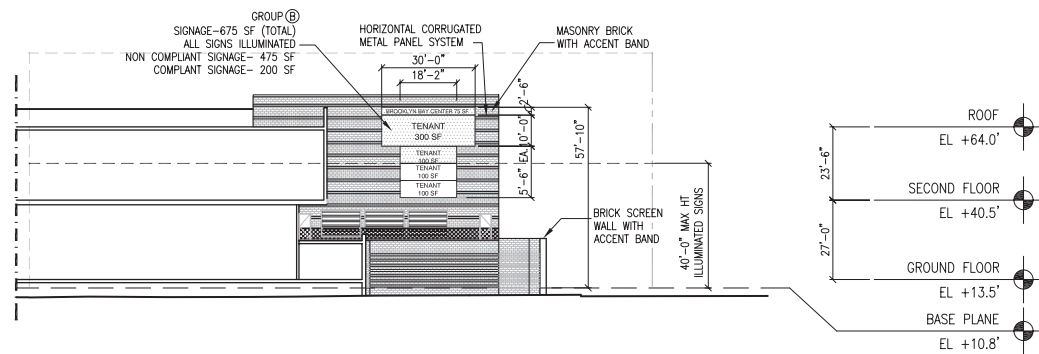 GROUP B
SIGNAGE-675 SF (TOTAL)
ALL SIGNS ILLUMINATED
NON COMPLIANT SIGNAGE- 475 SF
COMPLANT SIGNAGE- 200 SF
HORIZONTAL CORRUGATED
METAL PANEL SYSTEM
MASONRY BRICK
WITH ACCENT BAND
30'-0"
18'-2"
2'-6"
BROOKLYN BAY CENTER 75 SF
TENANT
300 SF
10'-0"
TENANT
100 SF
TENANT
100 SF
TENANT
100 SF
5'-6" EA.
57'-10"
40'-0" MAX HT
ILLUMINATED SIGNS
BRICK SCREEN
WALL WITH
ACCENT BAND
ROOF
EL +64.0'
23'-6"
SECOND FLOOR
EL +40.5'
27'-0"
GROUND FLOOR
EL +13.5'
BASE PLANE
EL +10.8'